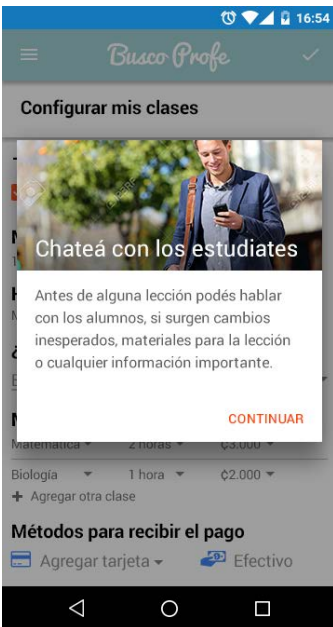 16:54
Busco Profe
Configurar mis clases
Chateá con los estudiates
Antes de alguna lección podés hablar
con los alumnos, si surgen cambios
inesperados, materiales para la lección
o cualquier información importante.
CONTINUAR
Matemática 2 horas ₡3.000
Biología 1 hora ₡2.000
+ Agregar otra clase
Métodos para recibir el pago
Agregar tarjeta Efectivo